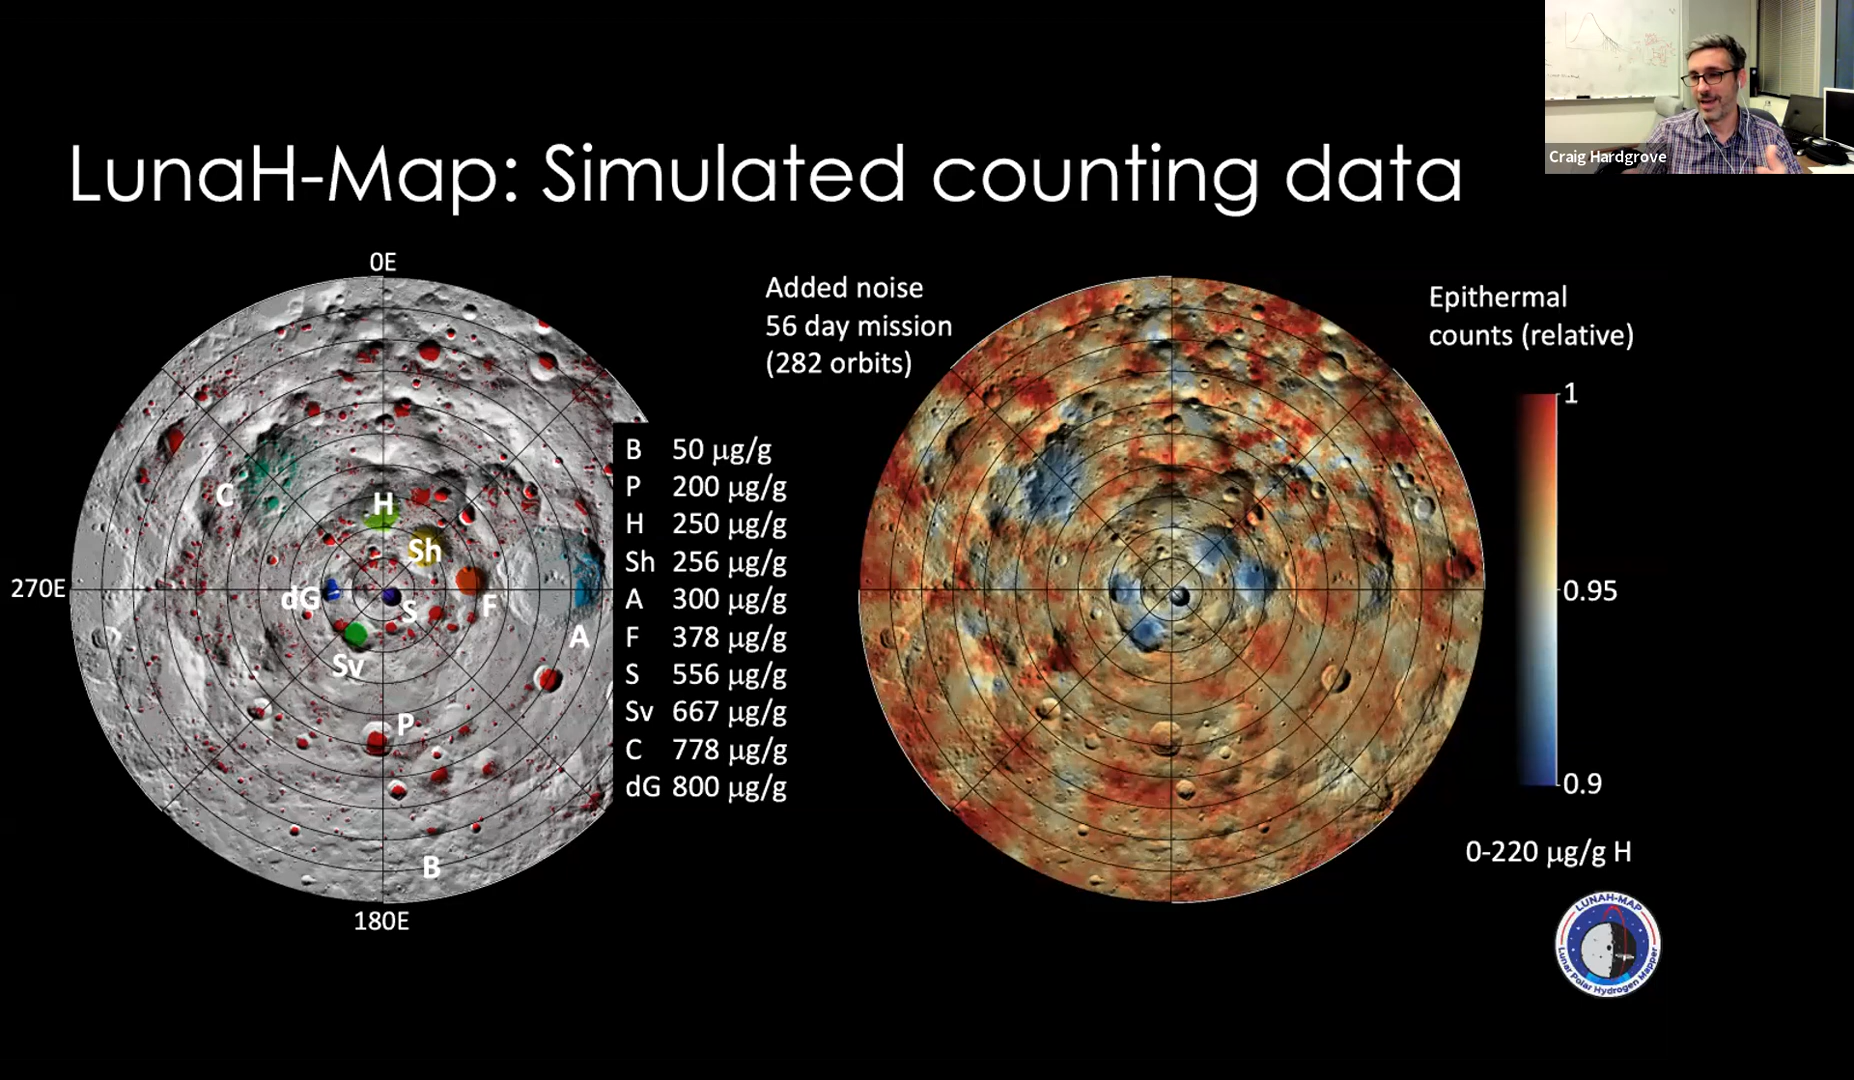 Craig Hardgrove
LunaH-Map: Simulated counting data
0E
270E
180E
C
H
Sh
dG
S
F
A
Sv
P
B
B 50 μg/g
P 200 μg/g
H 250 μg/g
Sh 256 μg/g
A 300 μg/g
F 378 μg/g
S 556 μg/g
Sv 667 μg/g
C 778 μg/g
dG 800 μg/g
Added noise
56 day mission
(282 orbits)
Epithermal
counts (relative)
1
0.95
0.9
0-220 μg/g H
LUNAH-MAP
Lunar Polar Hydrogen Mapper